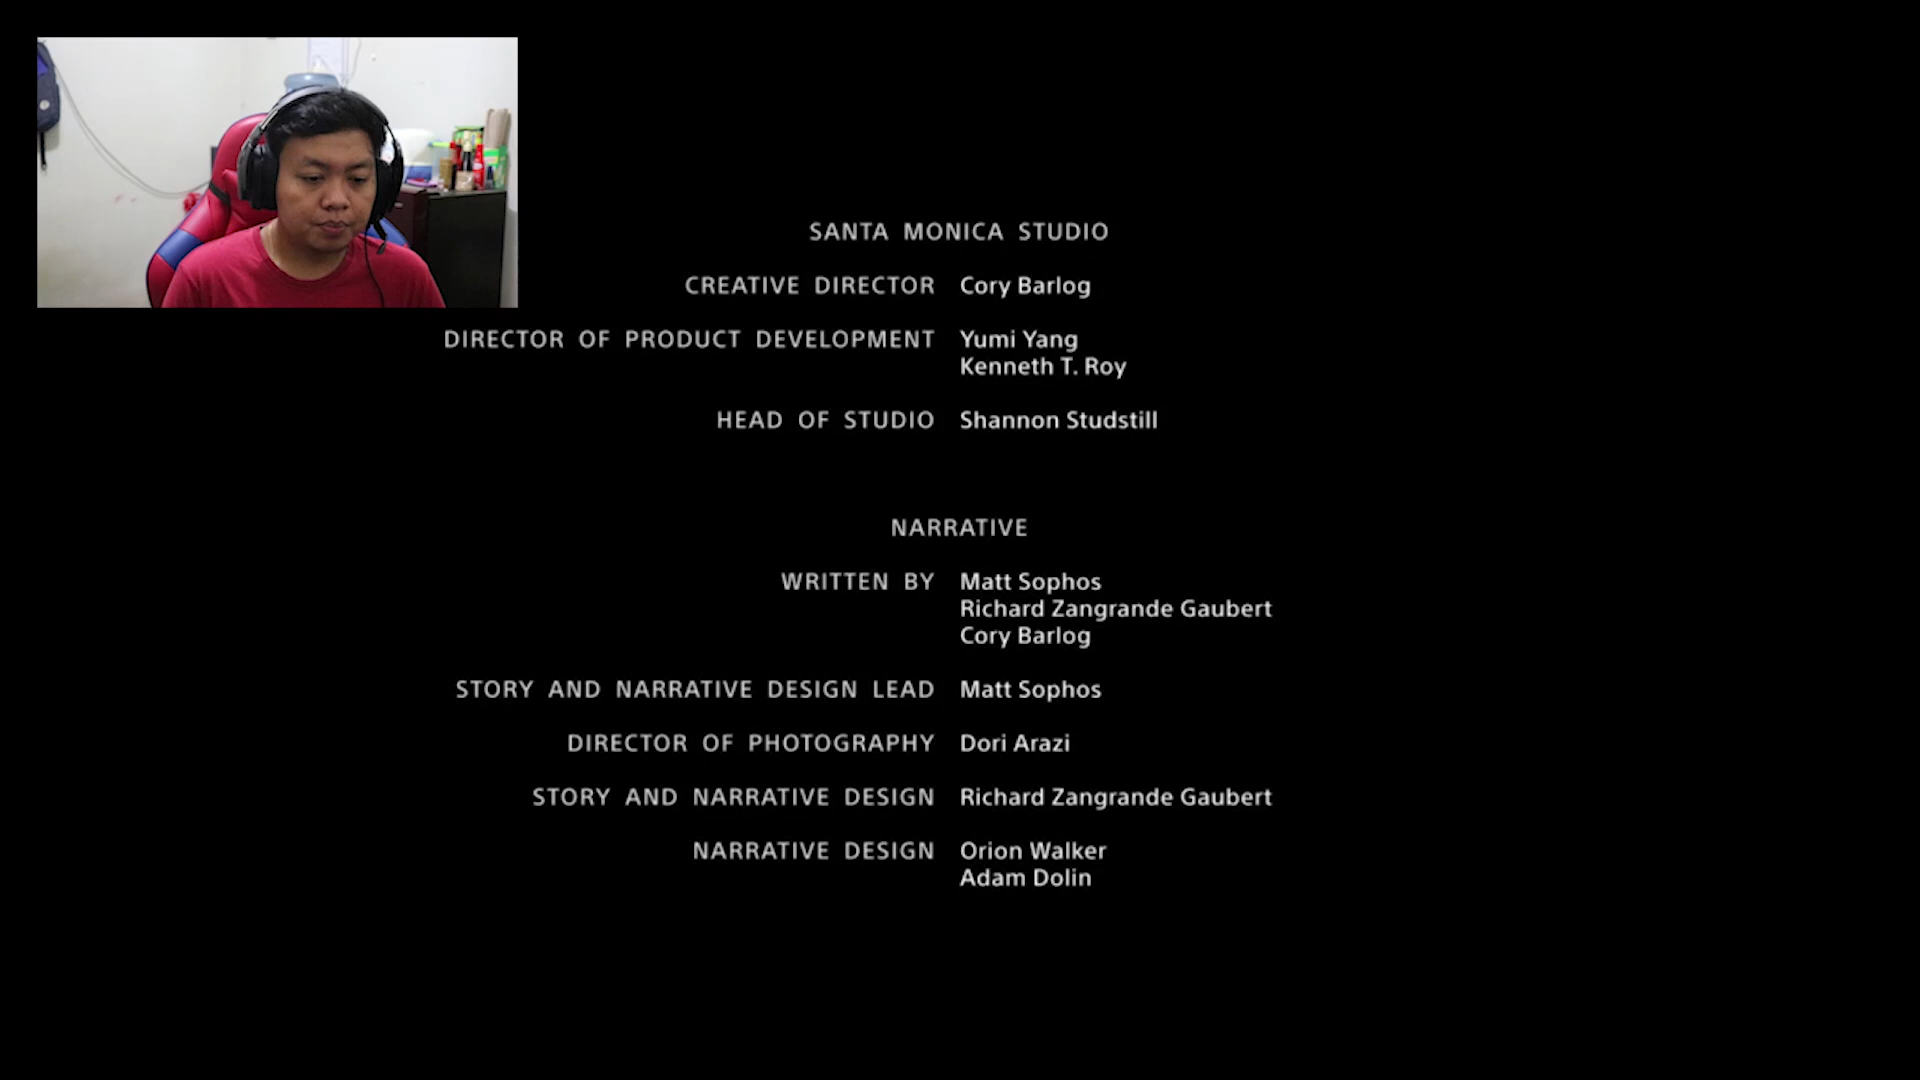 SANTA MONICA STUDIO
CREATIVE DIRECTOR Cory Barlog
DIRECTOR OF PRODUCT DEVELOPMENT Yumi Yang
Kenneth T. Roy
HEAD OF STUDIO Shannon Studstill
NARRATIVE
WRITTEN BY Matt Sophos
Richard Zangrande Gaubert
Cory Barlog
STORY AND NARRATIVE DESIGN LEAD Matt Sophos
DIRECTOR OF PHOTOGRAPHY Dori Arazi
STORY AND NARRATIVE DESIGN Richard Zangrande Gaubert
NARRATIVE DESIGN Orion Walker
Adam Dolin